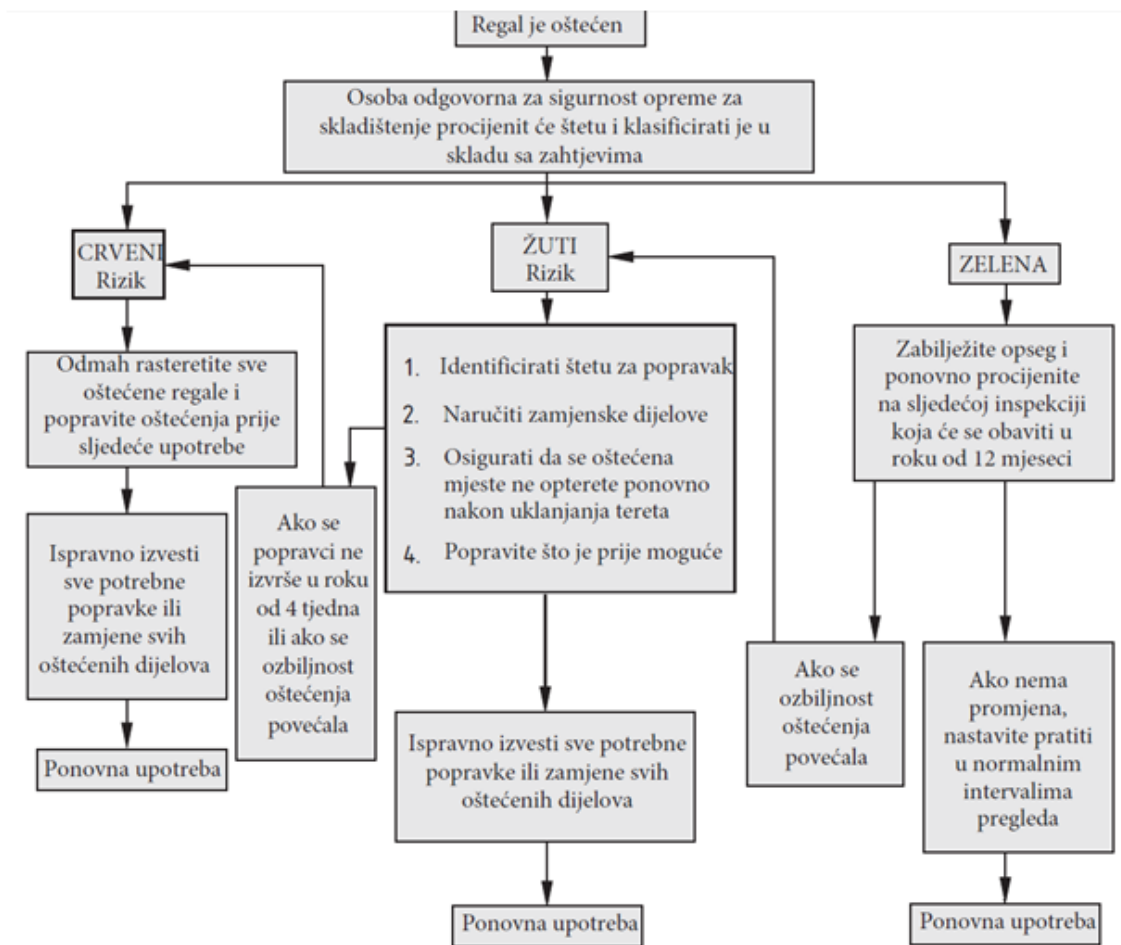 Regal je oštećen
Osoba odgovorna za sigurnost opreme za
skladištenje procijenit će štetu i klasificirati je u
skladu sa zahtjevima
CRVENI
Rizik
ŽUTI
Rizik
ZELENA
Odmah rasteretite sve
oštećene regale i
popravite oštećenja prije
sljedeće upotrebe
1. Identificirati štetu za popravak
2. Naručiti zamjenske dijelove
3. Osigurati da se oštećena
mjeste ne opterete ponovno
nakon uklanjanja tereta
4. Popravite što je prije moguće
Zabilježite opseg i
ponovno procijenite
na sljedećoj inspekciji
koja će se obaviti u
roku od 12 mjeseci
Ispravno izvesti
sve potrebne
popravke ili
zamjene svih
oštećenih dijelova
Ako se
popravci ne
izvrše u roku
od 4 tjedna
ili ako se
ozbiljnost
oštećenja
povećala
Ispravno izvesti sve potrebne
popravke ili zamjene svih
oštećenih dijelova
Ako se
ozbiljnost
oštećenja
povećala
Ako nema
promjena,
nastavite pratiti
u normalnim
intervalima
pregleda
Ponovna upotreba
Ponovna upotreba
Ponovna upotreba